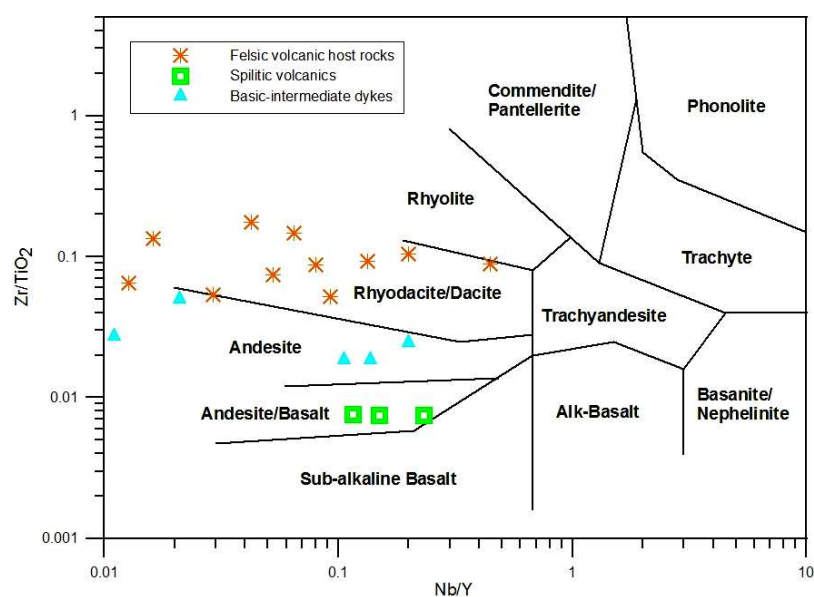 Felsic volcanic host rocks
Spilitic volcanics
Basic-intermediate dykes
Commendite/
Pantellerite
Phonolite
Rhyolite
Trachyte
Rhyodacite/Dacite
Trachyandesite
Andesite
Basanite/
Nephelinite
Andesite/Basalt
Alk-Basalt
Sub-alkaline Basalt
Zr/TiO2
1
0.1
0.01
0.001
0.01
0.1
1
10
Nb/Y